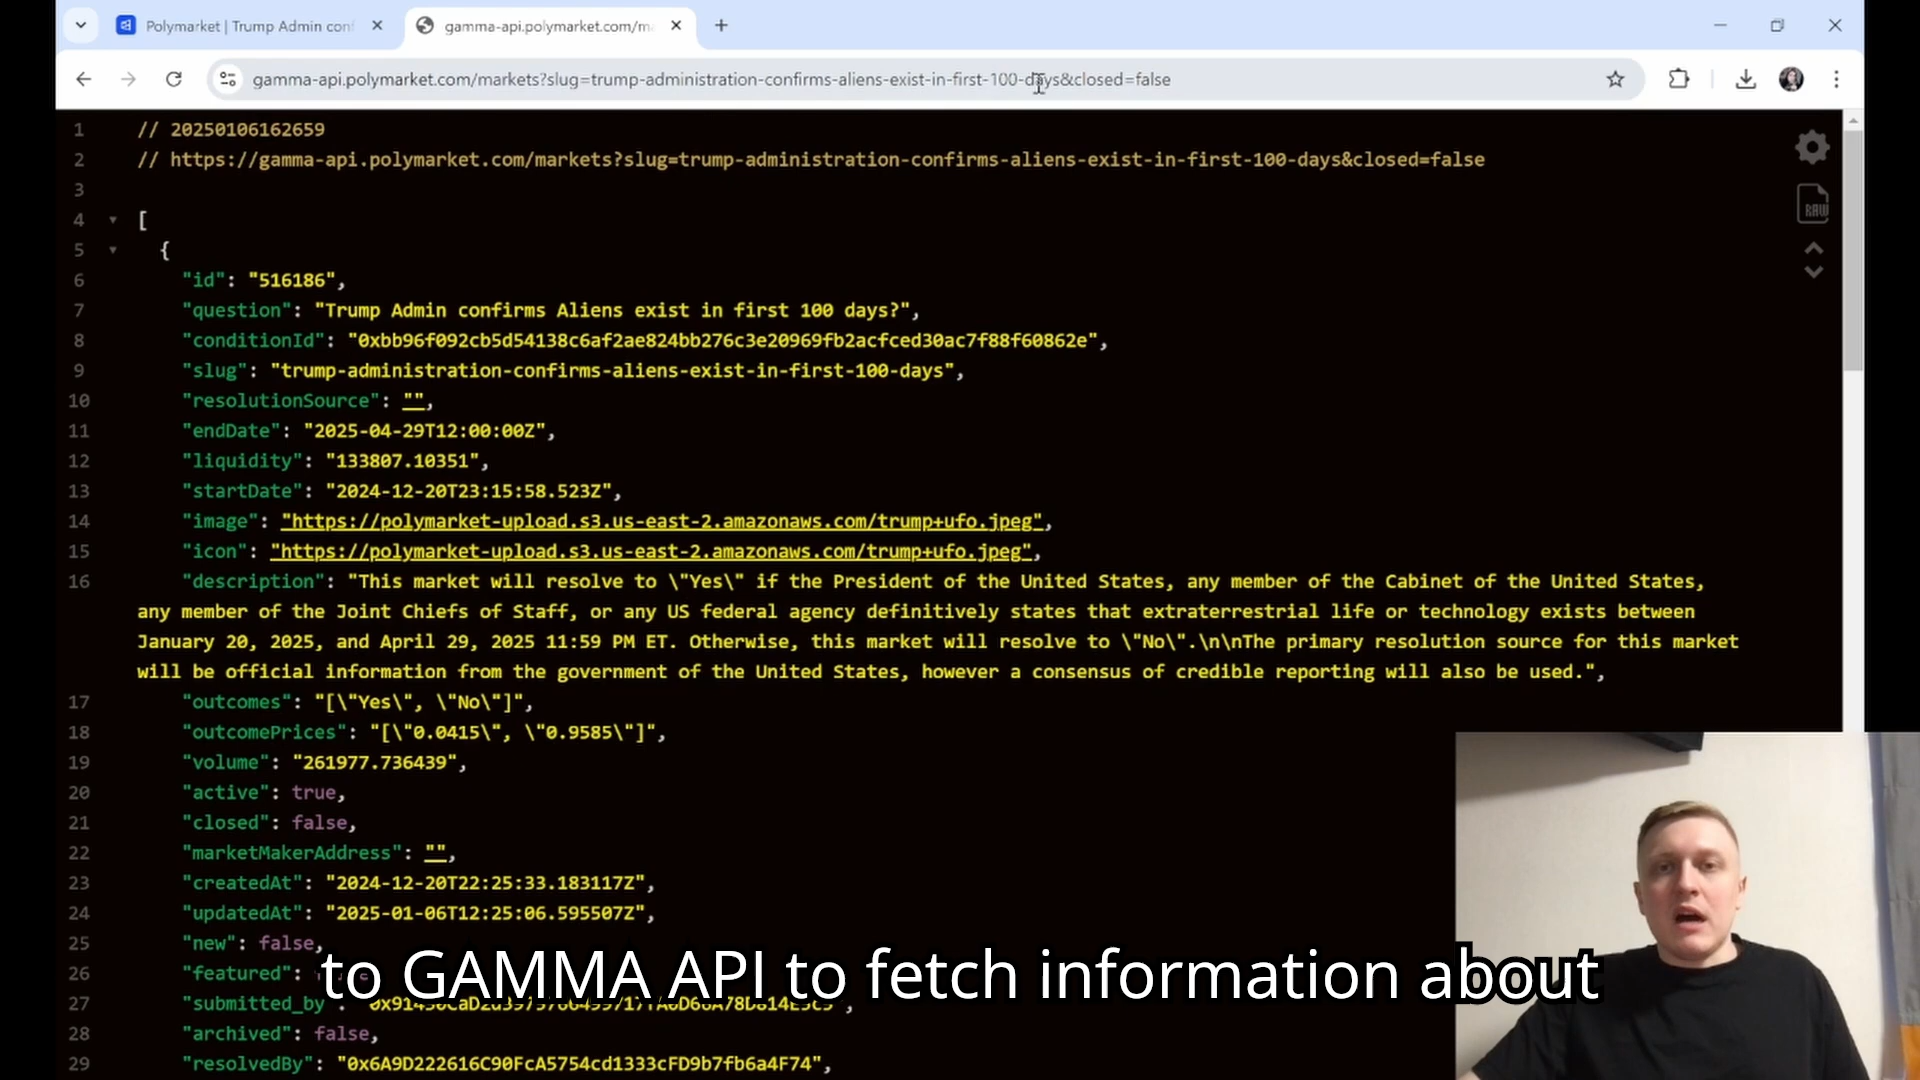 Polymarket | Trump Admin conf
gamma-api.polymarket.com/ma
gamma-api.polymarket.com/markets?slug=trump-administration-confirms-aliens-exist-in-first-100-days&closed=false
1 // 20250106162659
2 // https://gamma-api.polymarket.com/markets?slug=trump-administration-confirms-aliens-exist-in-first-100-days&closed=false
3
4 [
5 {
6 "id": "516186",
7 "question": "Trump Admin confirms Aliens exist in first 100 days?",
8 "conditionId": "0xbb96f092cb5d54138c6af2ae824bb276c3e20969fb2acfced30ac7f88f60862e",
9 "slug": "trump-administration-confirms-aliens-exist-in-first-100-days",
10 "resolutionSource": "",
11 "endDate": "2025-04-29T12:00:00Z",
12 "liquidity": "133807.10351",
13 "startDate": "2024-12-20T23:15:58.523Z",
14 "image": "https://polymarket-upload.s3.us-east-2.amazonaws.com/trump+ufo.jpeg",
15 "icon": "https://polymarket-upload.s3.us-east-2.amazonaws.com/trump+ufo.jpeg",
16 "description": "This market will resolve to \"Yes\" if the President of the United States, any member of the Cabinet of the United States,
any member of the Joint Chiefs of Staff, or any US federal agency definitively states that extraterrestrial life or technology exists between
January 20, 2025, and April 29, 2025 11:59 PM ET. Otherwise, this market will resolve to \"No\".\n\nThe primary resolution source for this market
will be official information from the government of the United States, however a consensus of credible reporting will also be used.",
17 "outcomes": "[\"Yes\", \"No\"]",
18 "outcomePrices": "[\"0.0415\", \"0.9585\"]",
19 "volume": "261977.736439",
20 "active": true,
21 "closed": false,
22 "marketMakerAddress": "",
23 "createdAt": "2024-12-20T22:25:33.183117Z",
24 "updatedAt": "2025-01-06T12:25:06.595507Z",
25 "new": false,
26 "featured":
27 "submitted_by
28 "archived": false,
29 "resolvedBy": "0x6A9D222616C90FcA5754cd1333cFD9b7fb6a4F74",
RAW
to GAMMA API to fetch information about